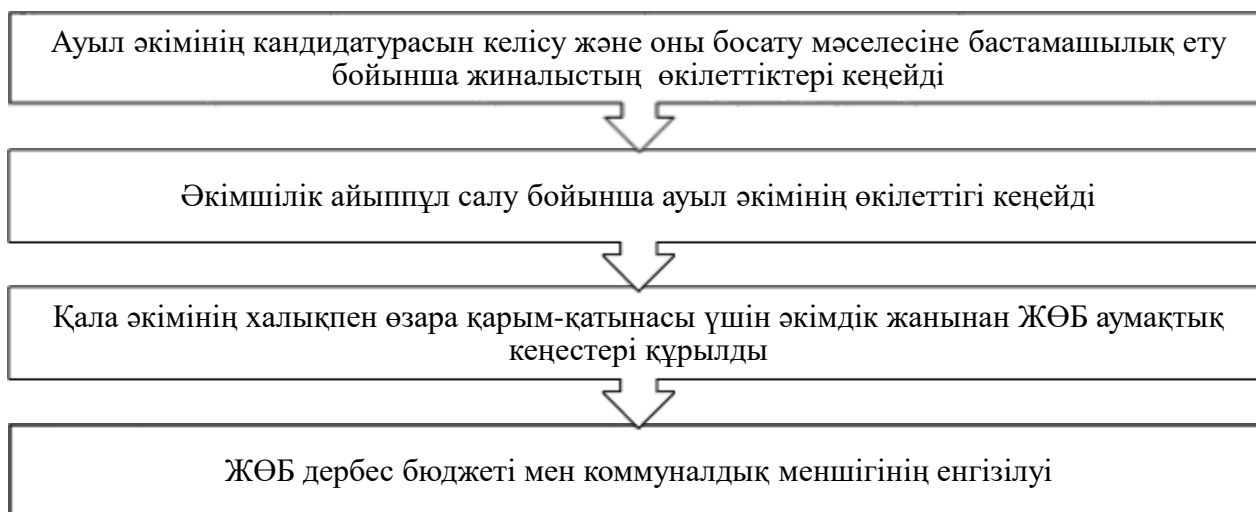 Ауыл әкімінің кандидатурасын келісу және оны босату мәселесіне бастамашылық ету
бойынша жиналыстың өкілеттіктері кеңейді
Әкімшілік айыппұл салу бойынша ауыл әкімінің өкілеттігі кеңейді
Қала әкімінің халықпен өзара қарым-қатынасы үшін әкімдік жанынан ЖӨБ аумақтық
кеңестері құрылды
ЖӨБ дербес бюджеті мен коммуналдық меншігінің енгізілуі